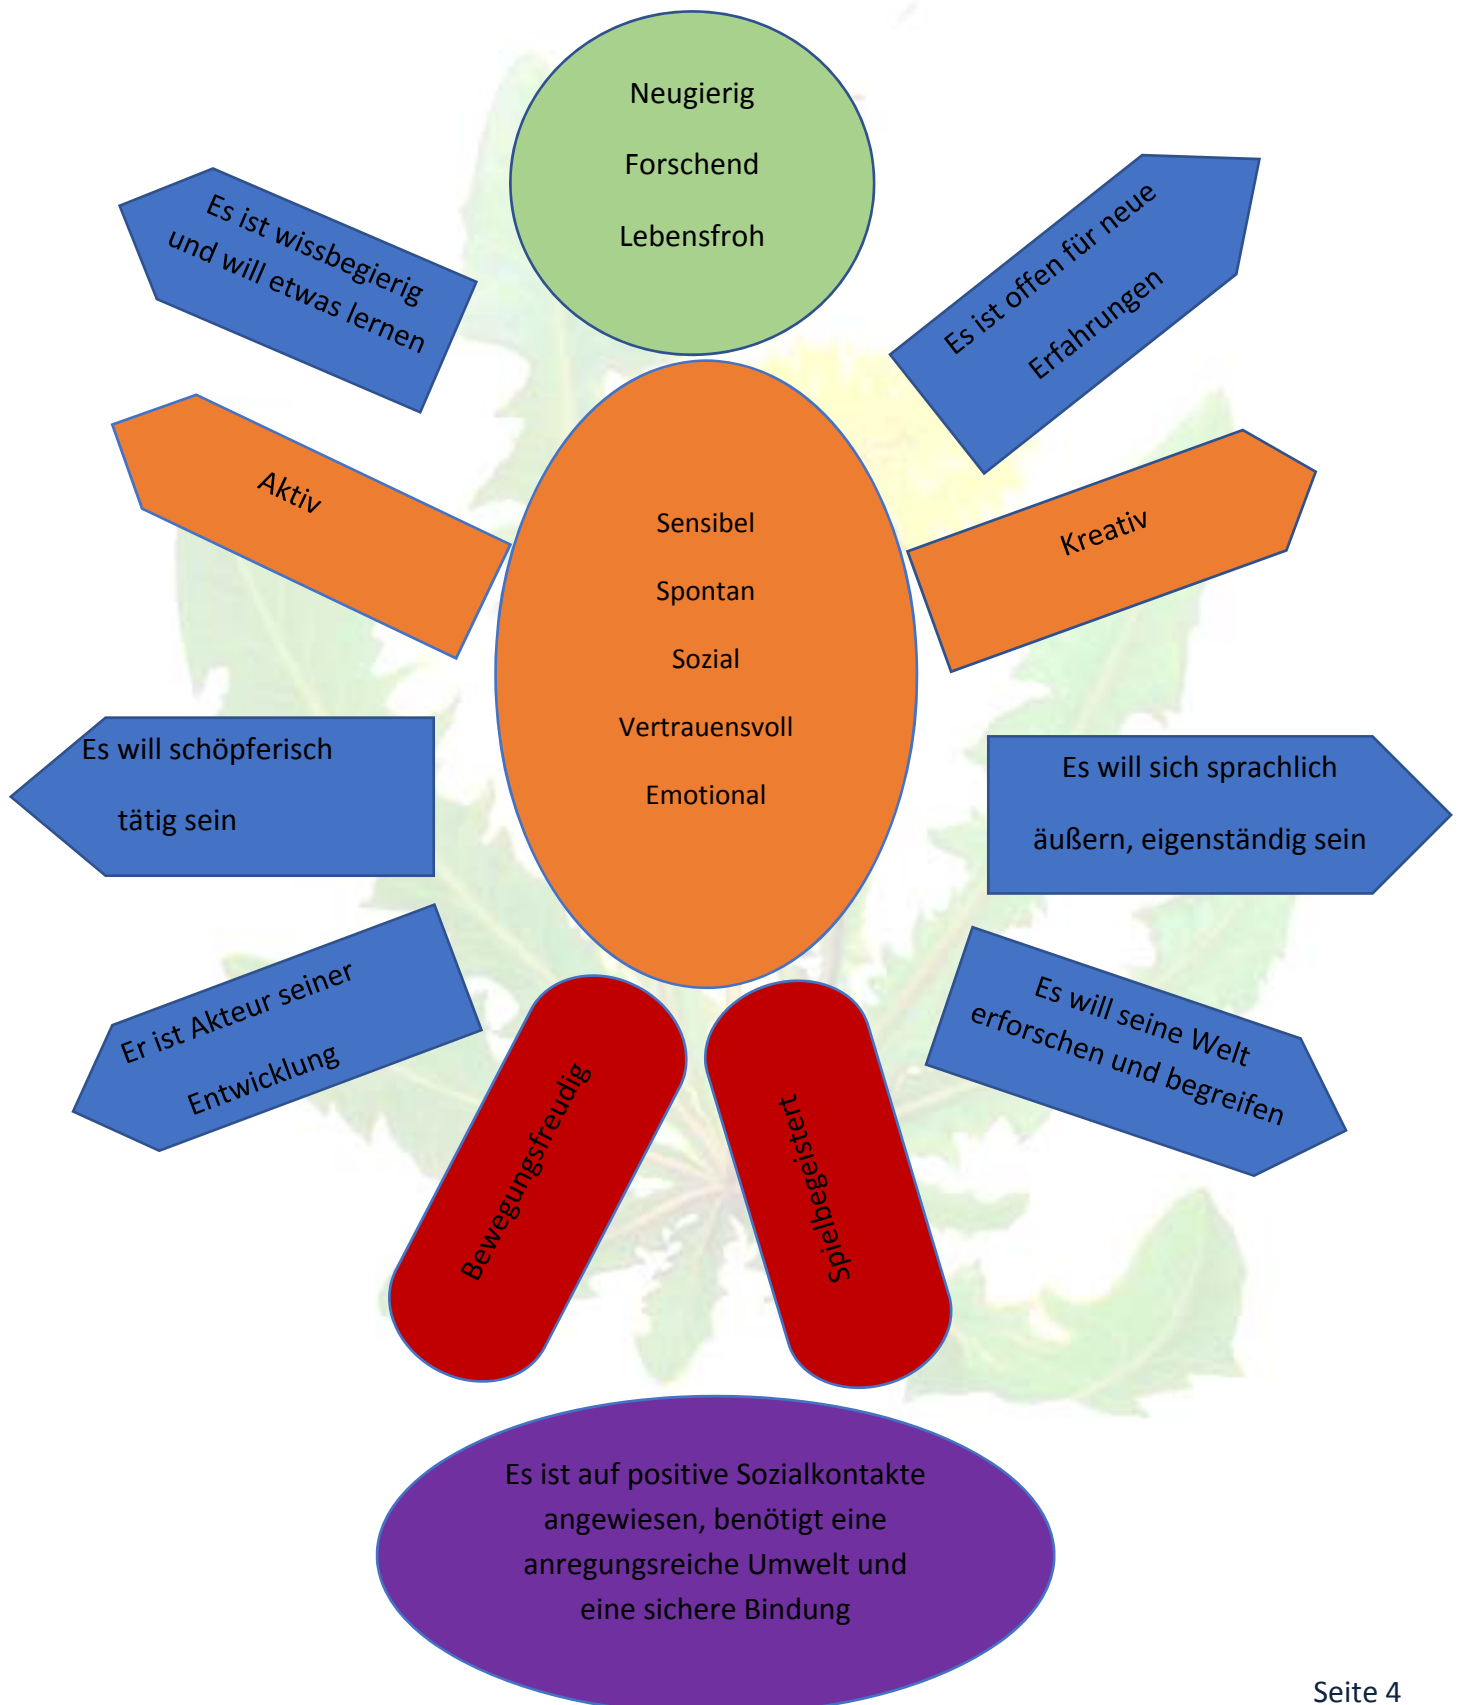 Neugierig
Forschend
Lebensfroh
Es ist wissbegierig
und will etwas lernen
Es ist offen für neue
Erfahrungen
Aktiv
Kreativ
Sensibel
Spontan
Sozial
Vertrauensvoll
Emotional
Es will schöpferisch
tätig sein
Es will sich sprachlich
äußern, eigenständig sein
Er ist Akteur seiner
Entwicklung
Es will seine Welt
erforschen und begreifen
Bewegungsfreudig
Spielbegeistert
Es ist auf positive Sozialkontakte
angewiesen, benötigt eine
anregungsreiche Umwelt und
eine sichere Bindung
Seite 4